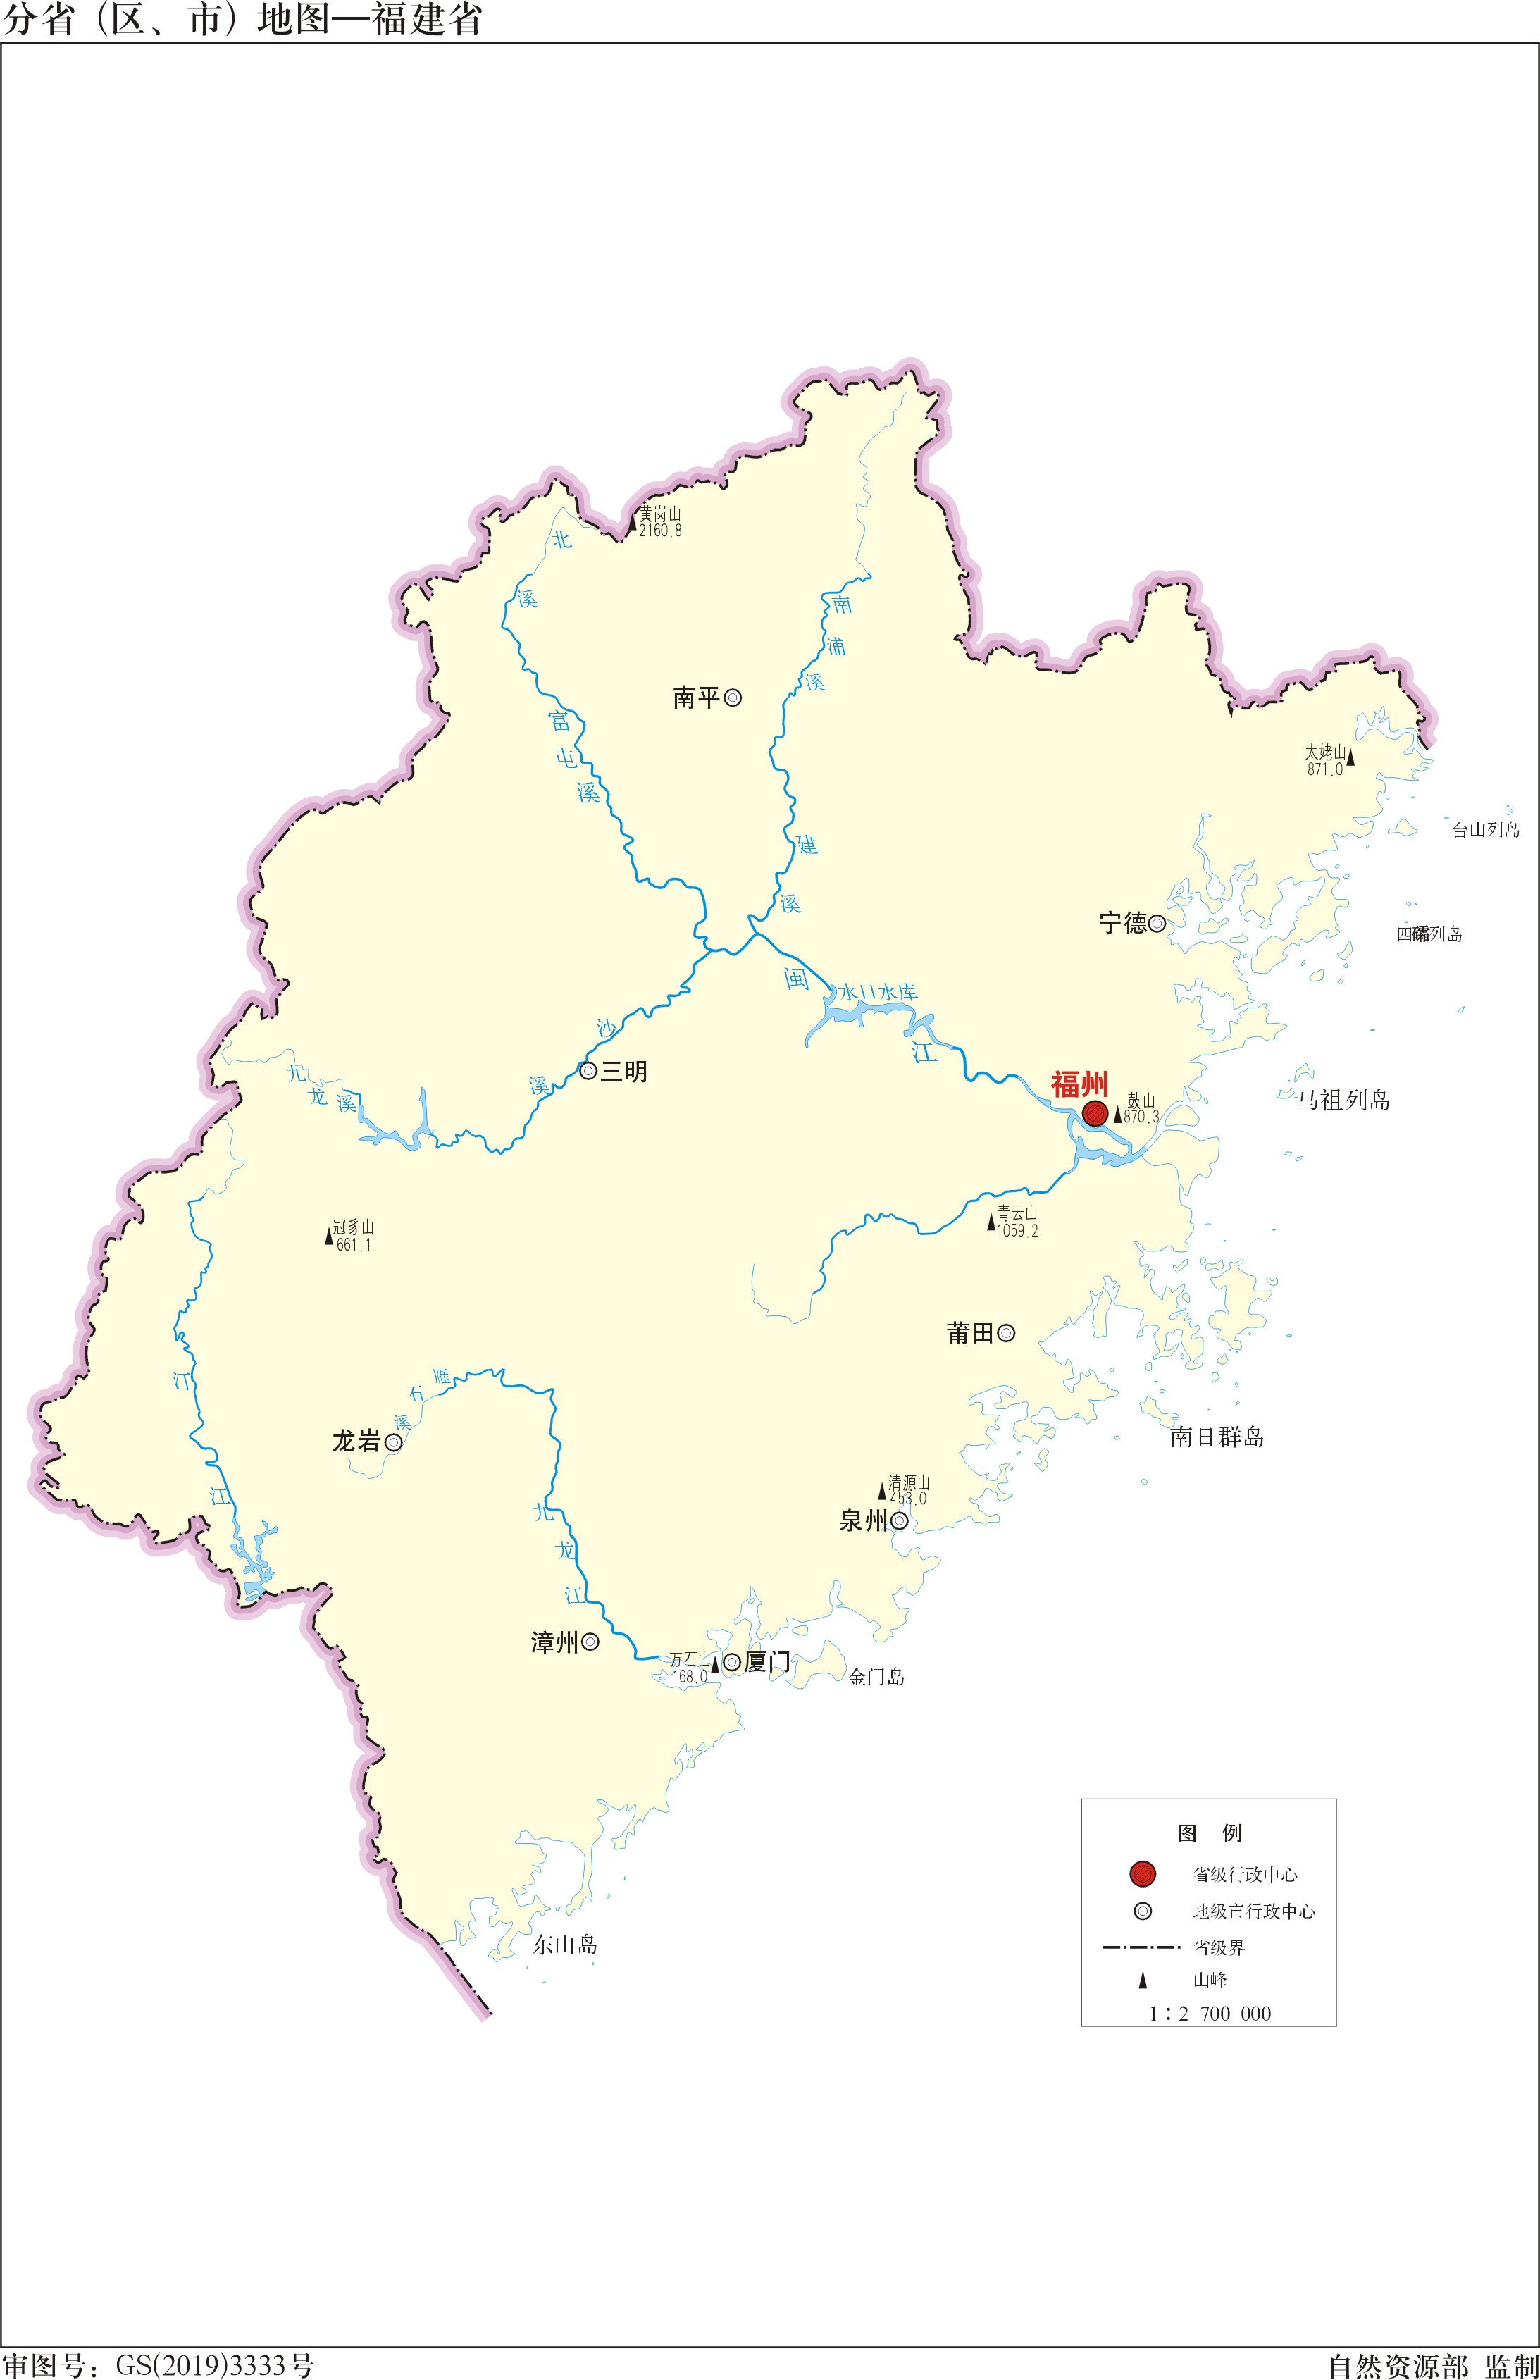 分省（区、市）地图—福建省
黄岗山
2160.8
北
溪
南
浦
溪
南平
富
屯
溪
太姥山
871.0
台山列岛
建
溪
宁德
四礵列岛
闽
水口水库
江
沙
溪
三明
九
龙
溪
福州
鼓山
870.3
马祖列岛
冠豸山
661.1
青云山
1059.2
莆田
汀
江
石
雁
溪
龙岩
南日群岛
清源山
453.0
泉州
九
龙
江
漳州
万石山
168.0
厦门
金门岛
东山岛
图 例
省级行政中心
地级市行政中心
省级界
山峰
1：2 700 000
审图号：GS(2019)3333号
自然资源部 监制